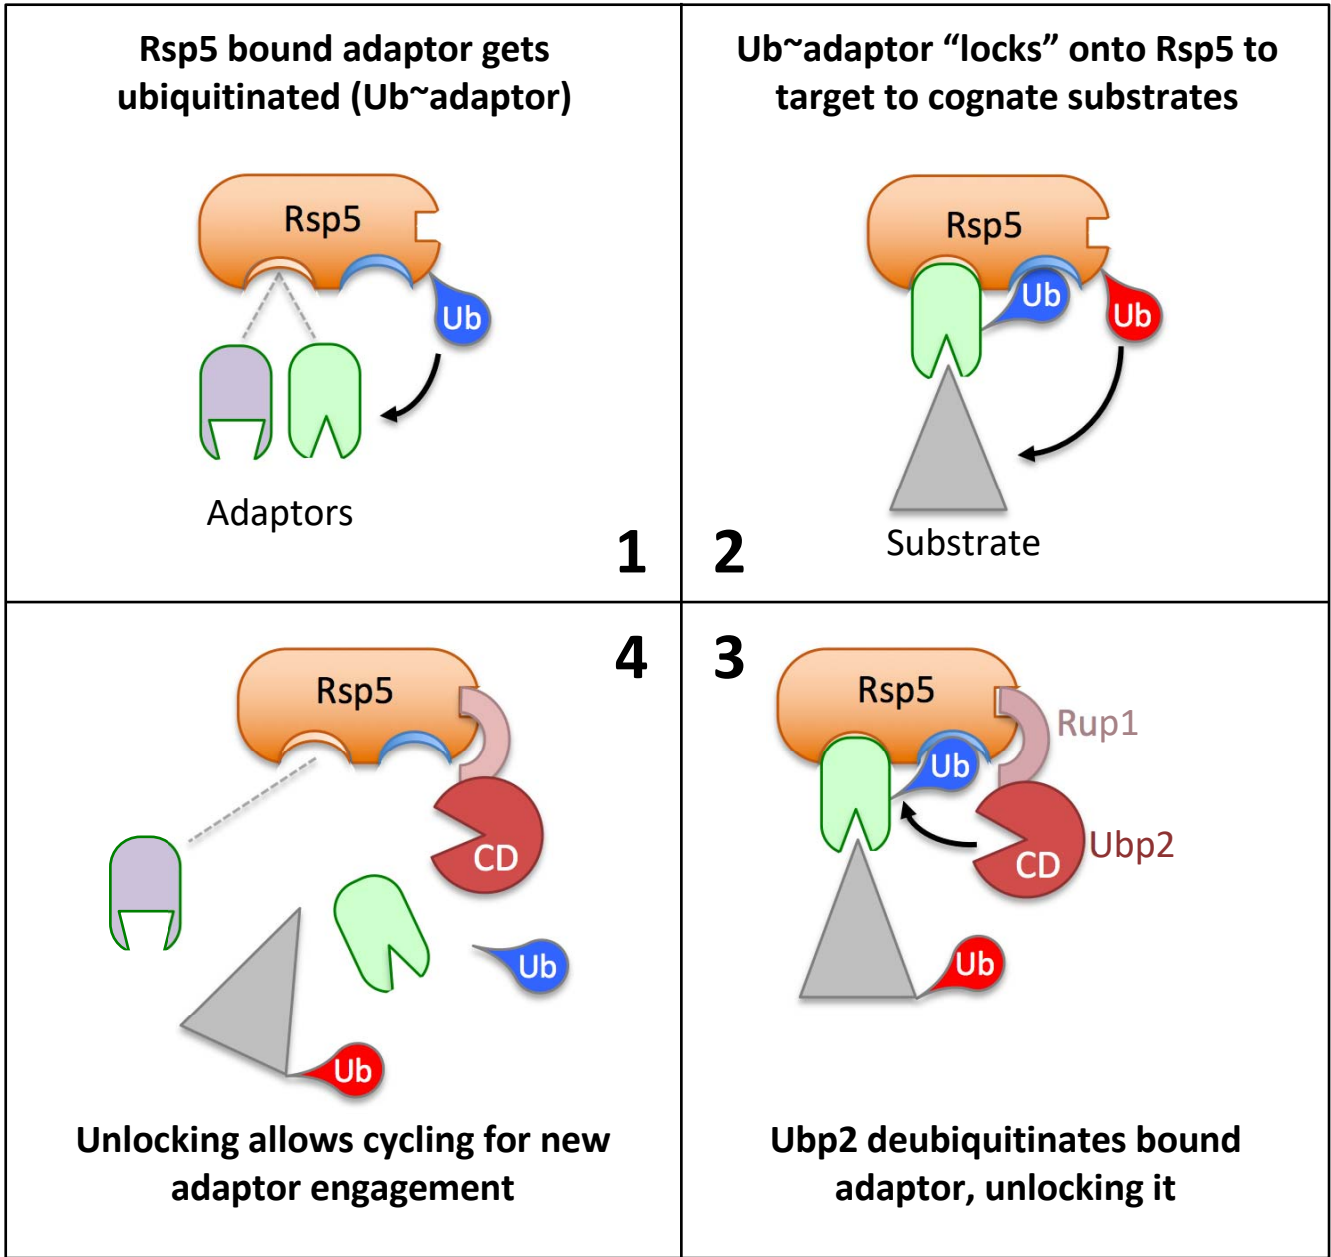 Rsp5 bound adaptor gets
ubiquitinated (Ub~adaptor)
Rsp5
Ub
Adaptors
1
Ub~adaptor “locks” onto Rsp5 to
target to cognate substrates
Rsp5
Ub
Ub
Substrate
2
3
Rsp5
Rup1
Ub
Ubp2
CD
Ub
Ubp2 deubiquitinates bound
adaptor, unlocking it
4
Rsp5
CD
Ub
Ub
Unlocking allows cycling for new
adaptor engagement